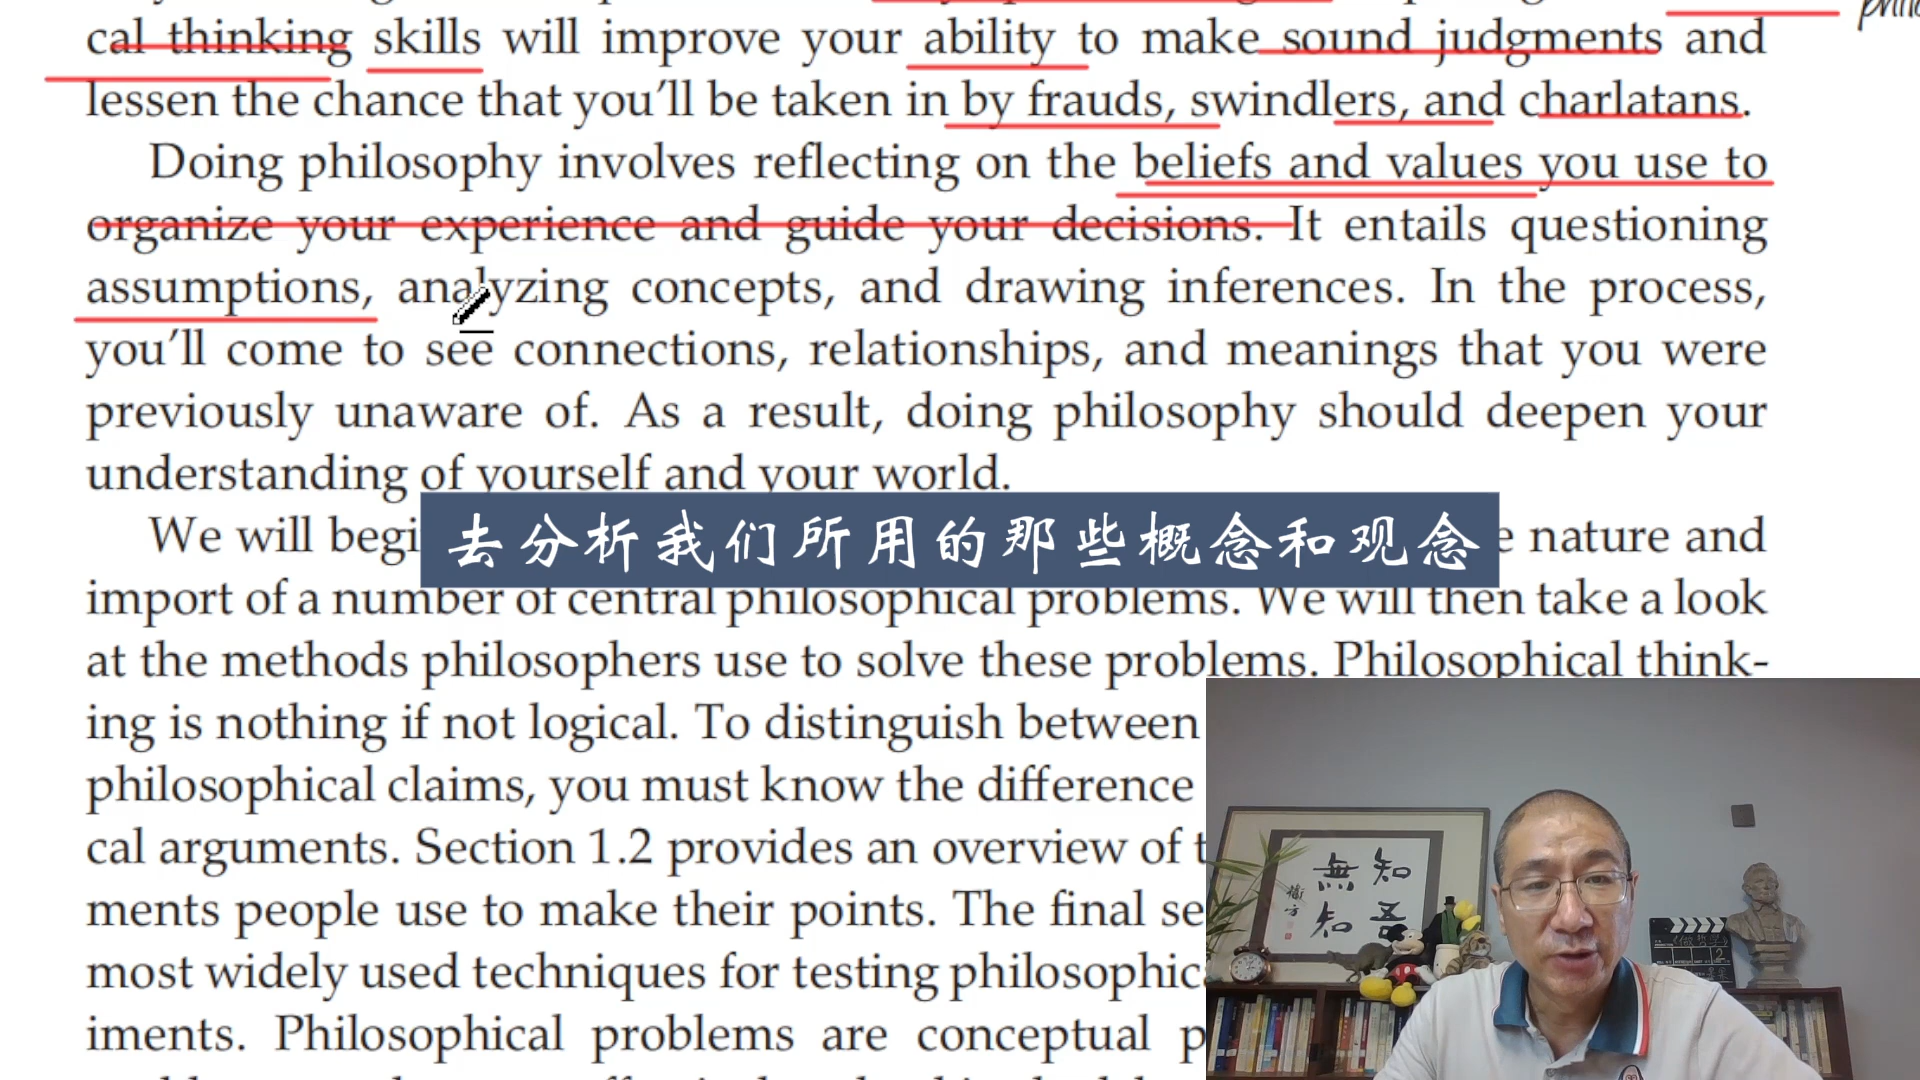 cal thinking skills will improve your ability to make sound judgments and
lessen the chance that you’ll be taken in by frauds, swindlers, and charlatans.
Doing philosophy involves reflecting on the beliefs and values you use to
organize your experience and guide your decisions. It entails questioning
assumptions, analyzing concepts, and drawing inferences. In the process,
you’ll come to see connections, relationships, and meanings that you were
previously unaware of. As a result, doing philosophy should deepen your
understanding of yourself and your world.
We will begi
去分析我们所用的那些概念和观念
nature and
import of a number of central philosophical problems. We will then take a look
at the methods philosophers use to solve these problems. Philosophical think-
ing is nothing if not logical. To distinguish between
philosophical claims, you must know the difference
cal arguments. Section 1.2 provides an overview of
ments people use to make their points. The final se
most widely used techniques for testing philosophic
iments. Philosophical problems are conceptual p
知吾無知